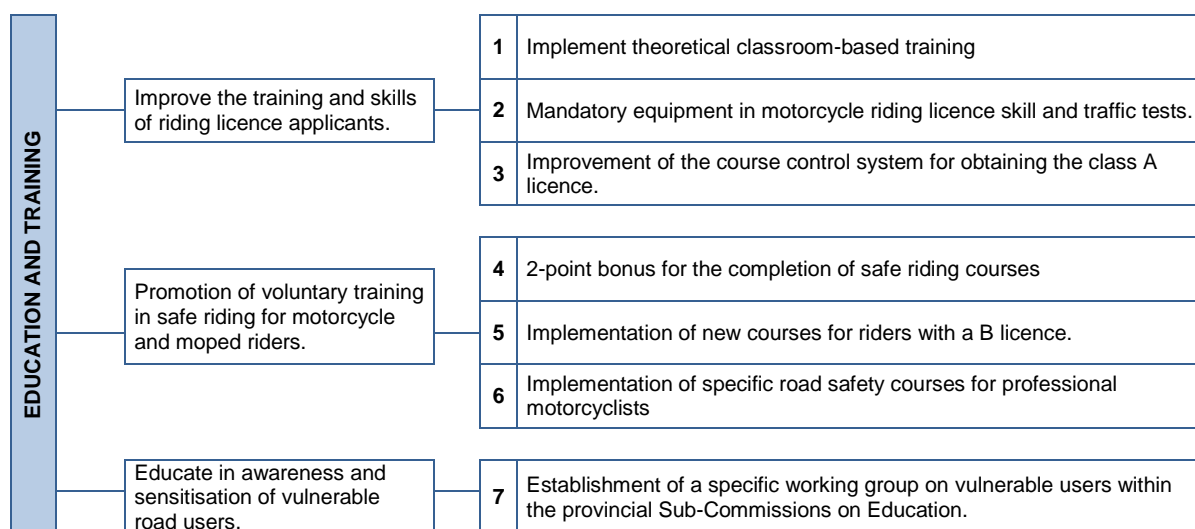 EDUCATION AND TRAINING
Improve the training and skills
of riding licence applicants.
1 Implement theoretical classroom-based training
2 Mandatory equipment in motorcycle riding licence skill and traffic tests.
3 Improvement of the course control system for obtaining the class A
licence.
Promotion of voluntary training
in safe riding for motorcycle
and moped riders.
4 2-point bonus for the completion of safe riding courses
5 Implementation of new courses for riders with a B licence.
6 Implementation of specific road safety courses for professional
motorcyclists
Educate in awareness and
sensitisation of vulnerable
road users.
7 Establishment of a specific working group on vulnerable users within
the provincial Sub-Commissions on Education.